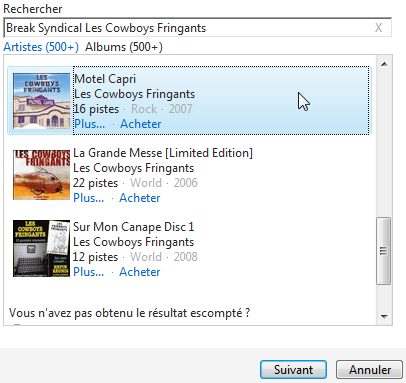 Rechercher
Break Syndical Les Cowboys Fringants X
Artistes (500+) Albums (500+)
LES COWBOYS FRINGANTS
MOTEL CAPRI
Motel Capri
Les Cowboys Fringants
16 pistes · Rock · 2007
Plus... · Acheter
LES COWBOYS FRINGANTS
La Grande Messe [Limited Edition]
Les Cowboys Fringants
22 pistes · World · 2006
Plus... · Acheter
LES COWBOYS FRINGANTS
ENFIN RÉUNIS
Sur Mon Canape Disc 1
Les Cowboys Fringants
12 pistes · World · 2008
Plus... · Acheter
Vous n'avez pas obtenu le résultat escompté ?
Suivant Annuler